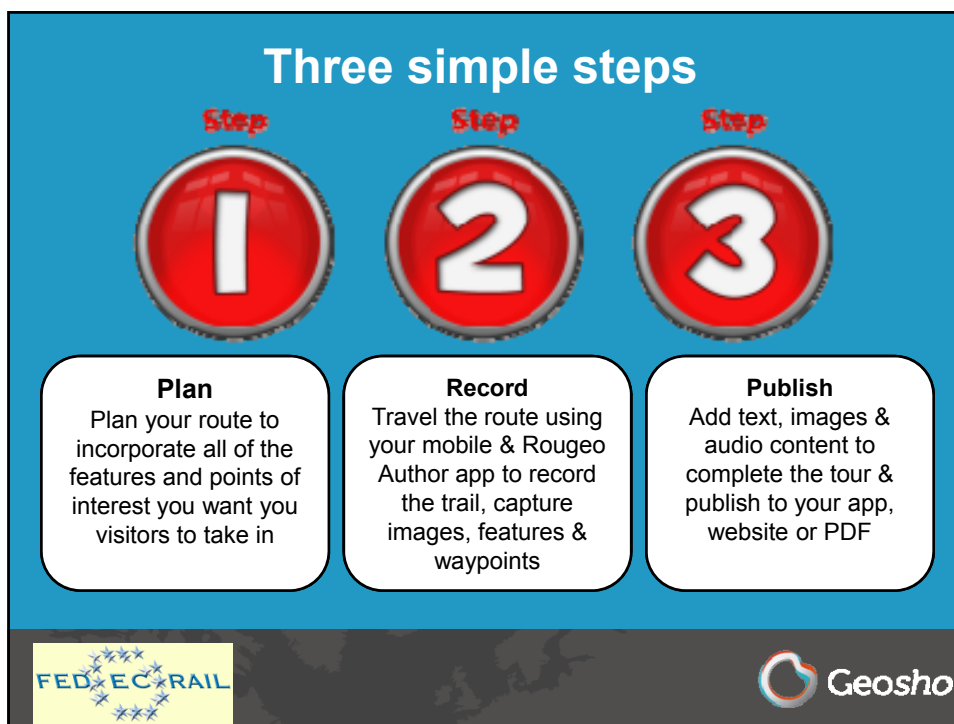 Three simple steps
Step Step Step
1 2 3
Plan
Plan your route to
incorporate all of the
features and points of
interest you want you
visitors to take in
Record
Travel the route using
your mobile & Rougeo
Author app to record
the trail, capture
images, features &
waypoints
Publish
Add text, images &
audio content to
complete the tour &
publish to your app,
website or PDF
FEDECRAIL
Geosho